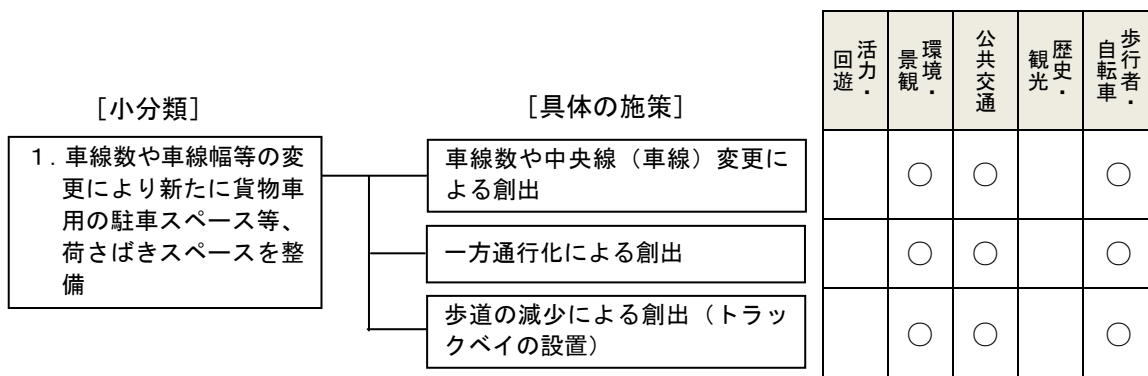 [小分類]
[具体の施策]
活力・
回遊
環境・
景観
公共交通
歴史・
観光
歩行者・
自転車
1.車線数や車線幅等の変
更により新たに貨物車
用の駐車スペース等、
荷さばきスペースを整
備
車線数や中央線(車線)変更に
よる創出
○ ○ ○
一方通行化による創出
○ ○ ○
歩道の減少による創出(トラッ
クベイの設置)
○ ○ ○